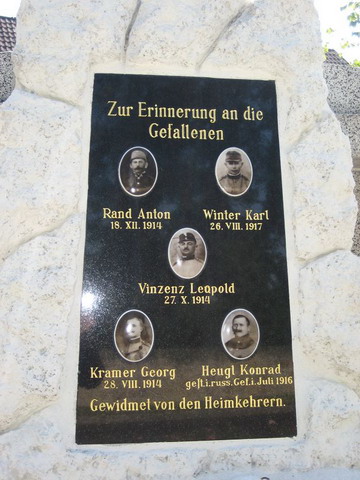 Zur Erinnerung an die
Gefallenen
Rand Anton
18. XII. 1914
Winter Karl
26. VIII. 1917
Vinzenz Leopold
27. X. 1914
Kramer Georg
28. VIII. 1914
Heugl Konrad
gest.i.russ.Gef.i.Juli 1916
Gewidmet von den Heimkehrern.